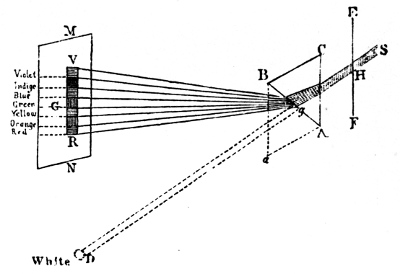 E
M
S
C
V
B
H
Violet
Indigo
Blue
Green
G
Yellow
Orange
Red
g
F
R
A
a
N
White
D